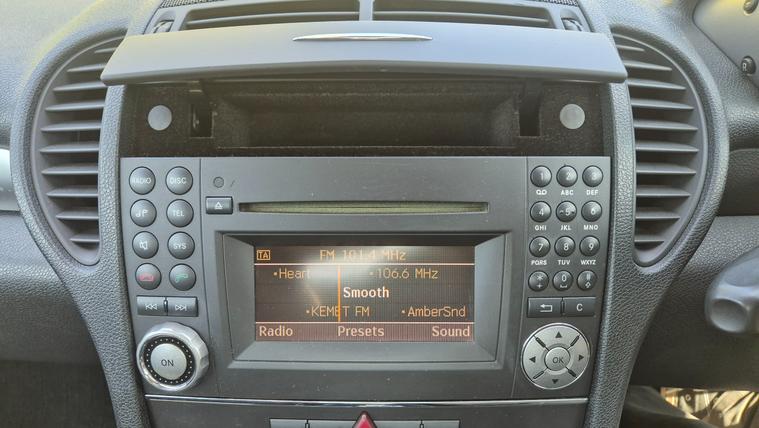 RADIO DISC
TEL
SYS
ON
TA FM 101.4 MHz
•Heart •106.6 MHz
Smooth
•KEMET FM •AmberSnd
Radio Presets Sound
1 2 3
ABC DEF
4 5 6
GHI JKL MNO
7 8 9
PQRS TUV WXYZ
* 0 #
C
OK
R